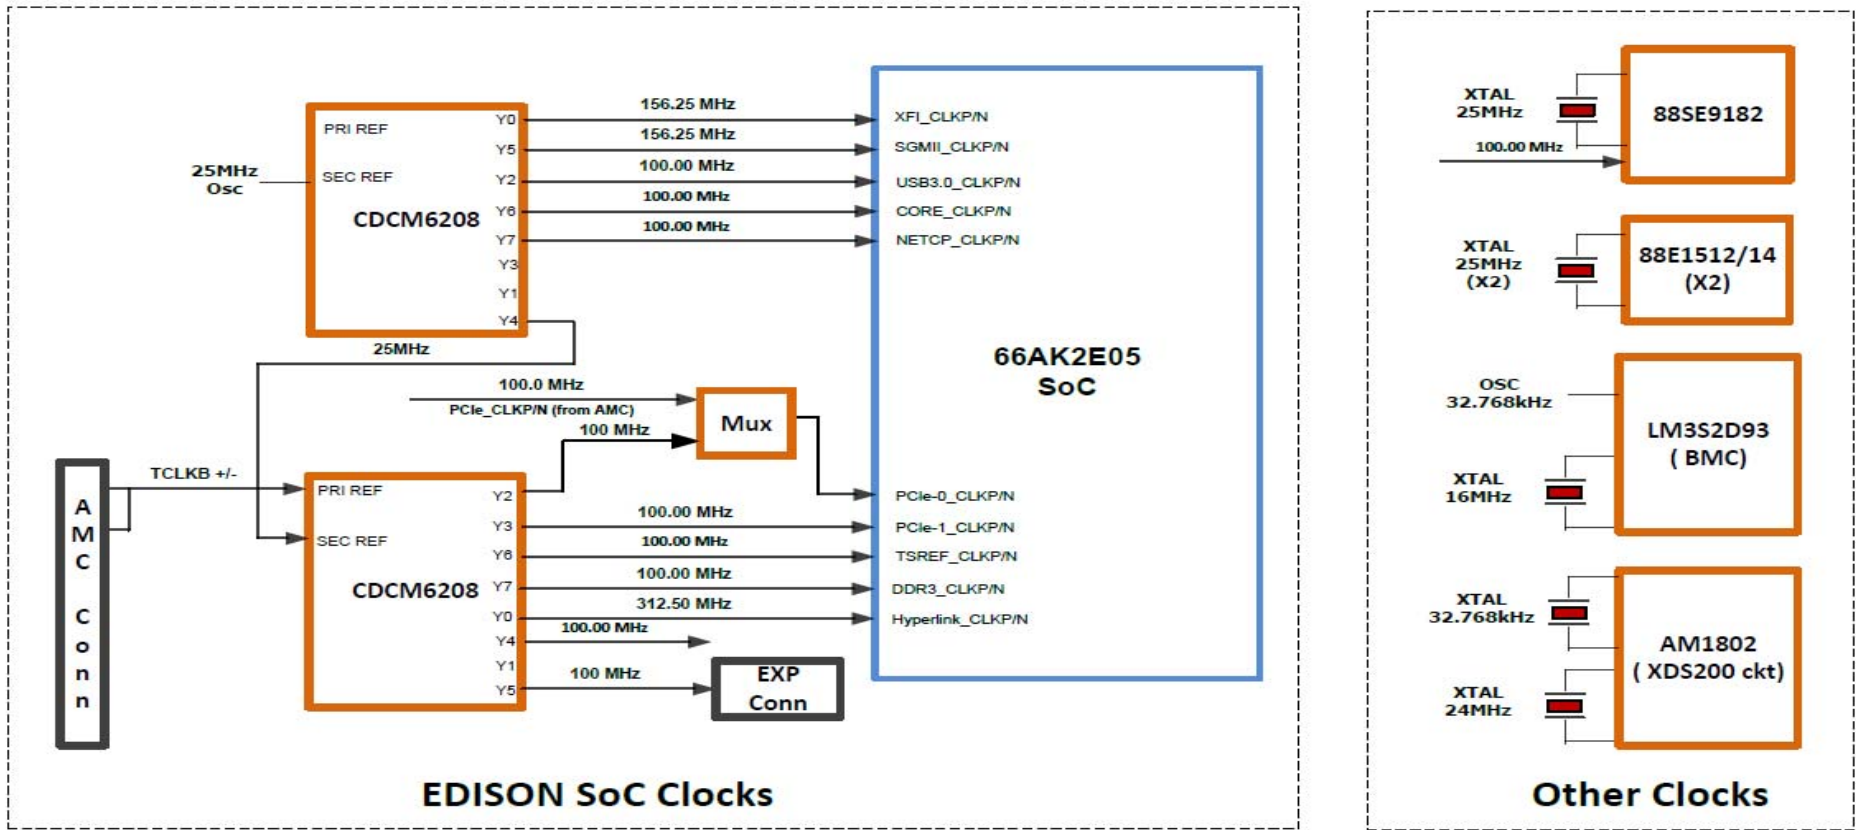 156.25 MHz
XFI_CLKP/N
PRI REF
Y0
156.25 MHz
SGMII_CLKP/N
Y5
25MHz
Osc
SEC REF
100.00 MHz
USB3.0_CLKP/N
Y2
CDCM6208
100.00 MHz
CORE_CLKP/N
Y6
100.00 MHz
NETCP_CLKP/N
Y7
Y3
Y1
Y4
25MHz
66AK2E05
SoC
100.0 MHz
PCIe_CLKP/N (from AMC)
100 MHz
Mux
AMC Conn
TCLKB +/-
PRI REF
SEC REF
CDCM6208
Y2
PCIe-0_CLKP/N
Y3
100.00 MHz
PCIe-1_CLKP/N
Y6
100.00 MHz
TSREF_CLKP/N
Y7
100.00 MHz
DDR3_CLKP/N
Y0
312.50 MHz
Hyperlink_CLKP/N
Y4
100.00 MHz
Y1
Y5
100 MHz
EXP
Conn
EDISON SoC Clocks
XTAL
25MHz
100.00 MHz
88SE9182
XTAL
25MHz
(X2)
88E1512/14
(X2)
OSC
32.768kHz
XTAL
16MHz
LM3S2D93
( BMC)
XTAL
32.768kHz
XTAL
24MHz
AM1802
( XDS200 ckt)
Other Clocks